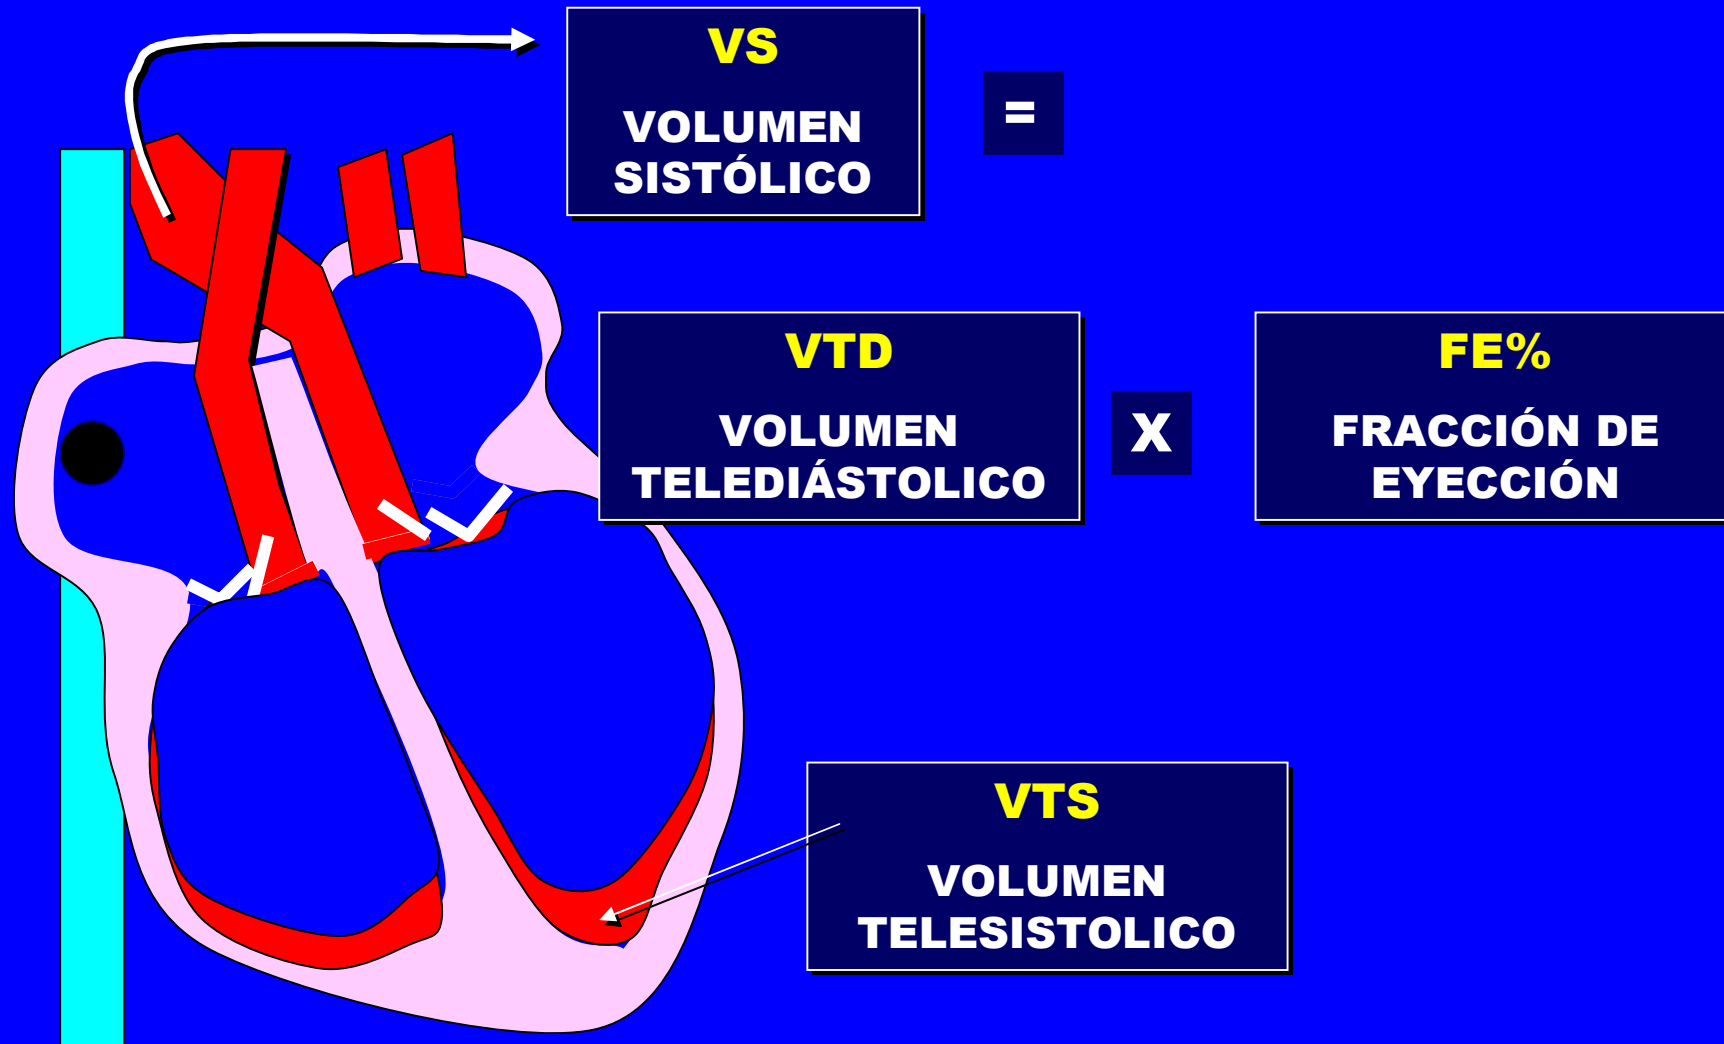 VS
VOLUMEN
SISTÓLICO
=
VTD
VOLUMEN
TELEDIÁSTOLICO
X
FE%
FRACCIÓN DE
EYECCIÓN
VTS
VOLUMEN
TELESISTOLICO